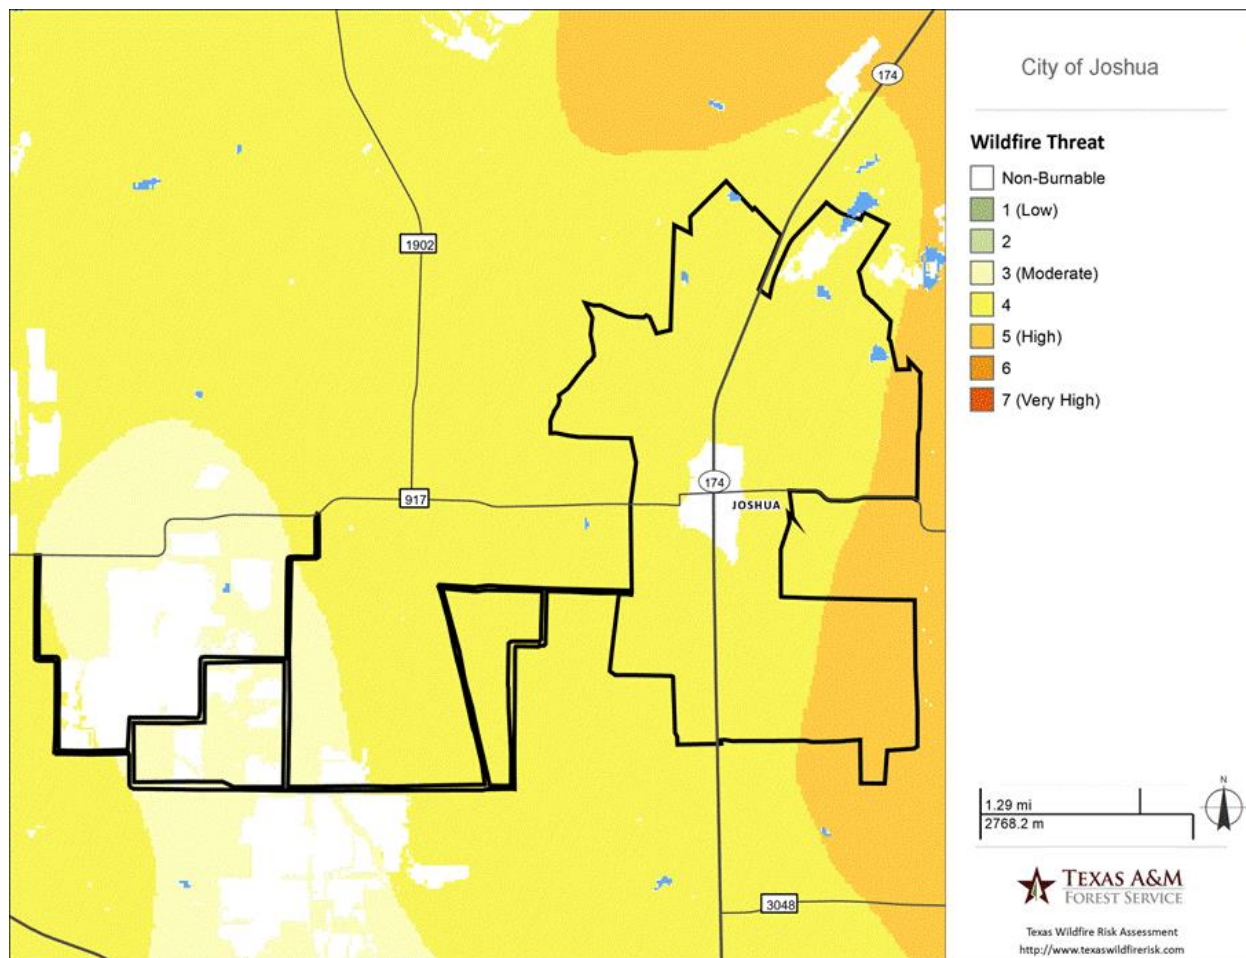 City of Joshua
Wildfire Threat
Non-Burnable
1 (Low)
2
3 (Moderate)
4
5 (High)
6
7 (Very High)
174
1902
917
174
JOSHUA
3048
N
1.29 mi
2768.2 m
TEXAS A&M
FOREST SERVICE
Texas Wildfire Risk Assessment
http://www.texaswildfirerisk.com